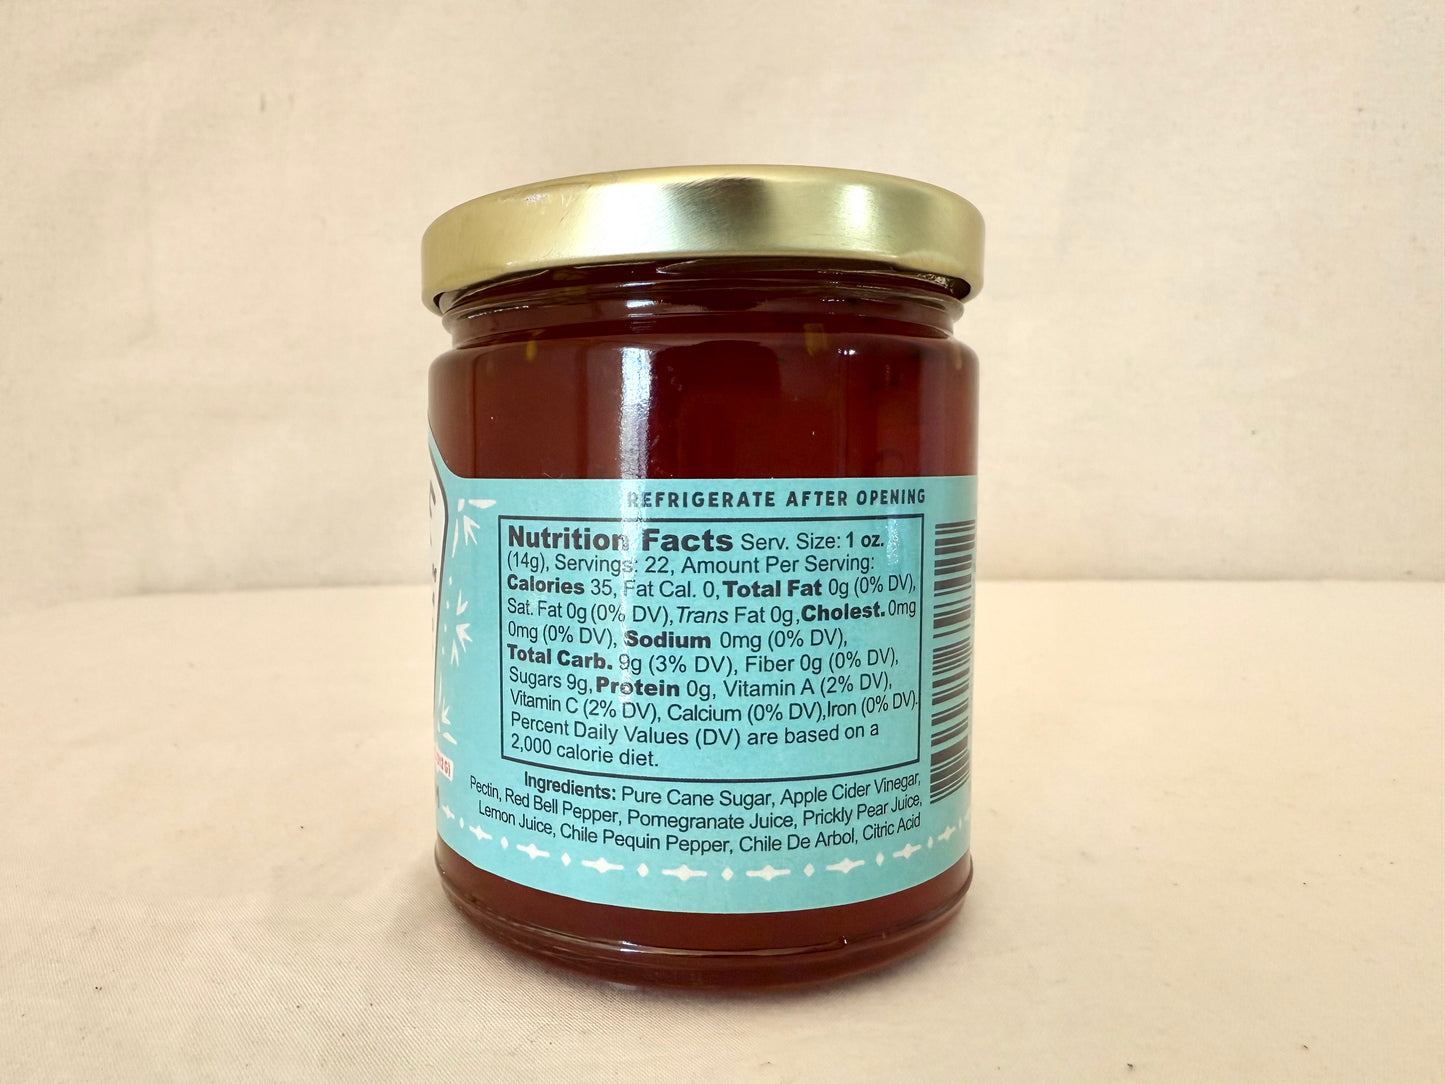 REFRIGERATE AFTER OPENING
Nutrition Facts Serv. Size: 1 oz.
(14g), Servings: 22, Amount Per Serving:
Calories 35, Fat Cal. 0, Total Fat 0g (0% DV),
Sat. Fat 0g (0% DV), Trans Fat 0g, Cholest. 0mg
0mg (0% DV), Sodium 0mg (0% DV),
Total Carb. 9g (3% DV), Fiber 0g (0% DV),
Sugars 9g, Protein 0g, Vitamin A (2% DV),
Vitamin C (2% DV), Calcium (0% DV), Iron (0% DV).
Percent Daily Values (DV) are based on a
2,000 calorie diet.
Ingredients: Pure Cane Sugar, Apple Cider Vinegar,
Pectin, Red Bell Pepper, Pomegranate Juice, Prickly Pear Juice,
Lemon Juice, Chile Pequin Pepper, Chile De Arbol, Citric Acid